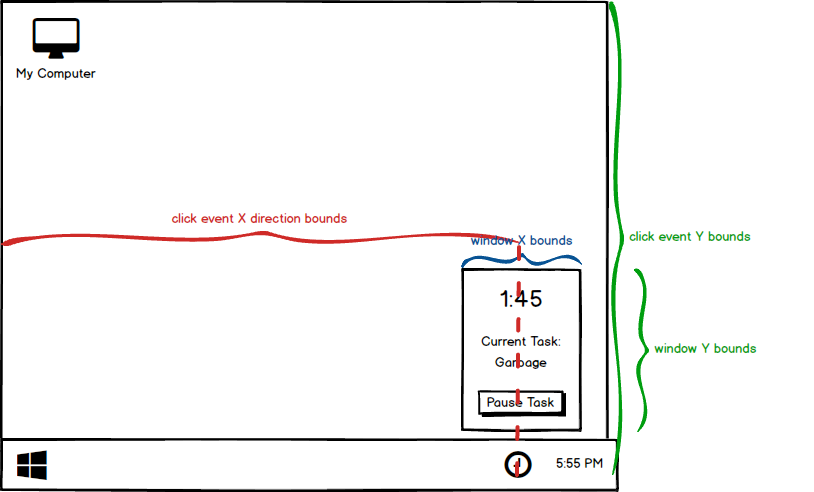 My Computer
click event X direction bounds
window X bounds
click event Y bounds
1:45
Current Task:
Garbage
window Y bounds
Pause Task
5:55 PM